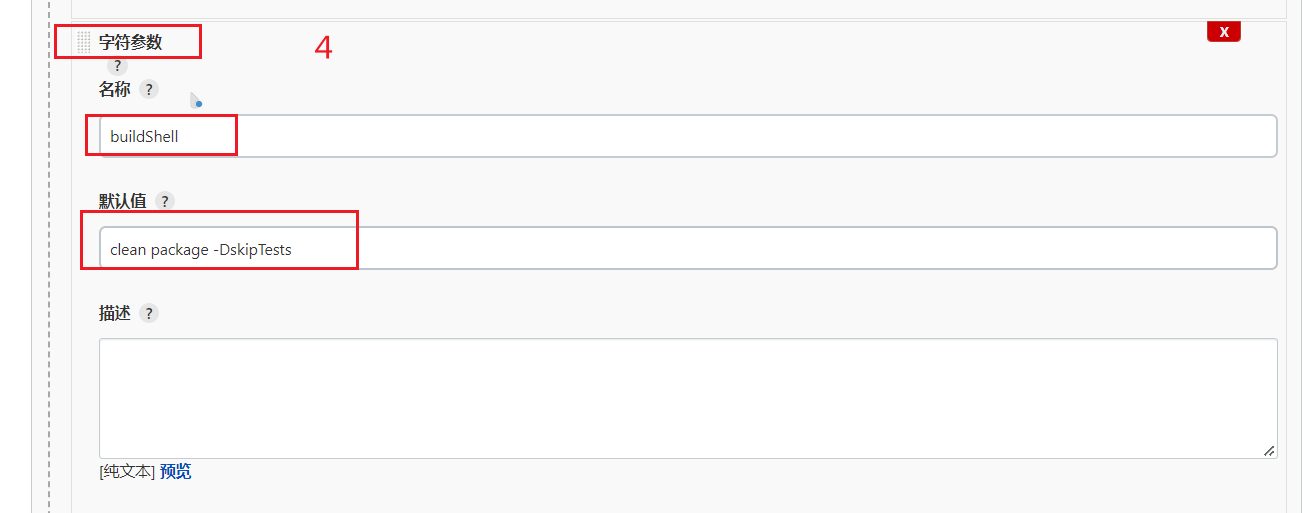 字符参数
4
X
?
名称 ?
buildShell
默认值 ?
clean package -DskipTests
描述 ?
[纯文本] 预览